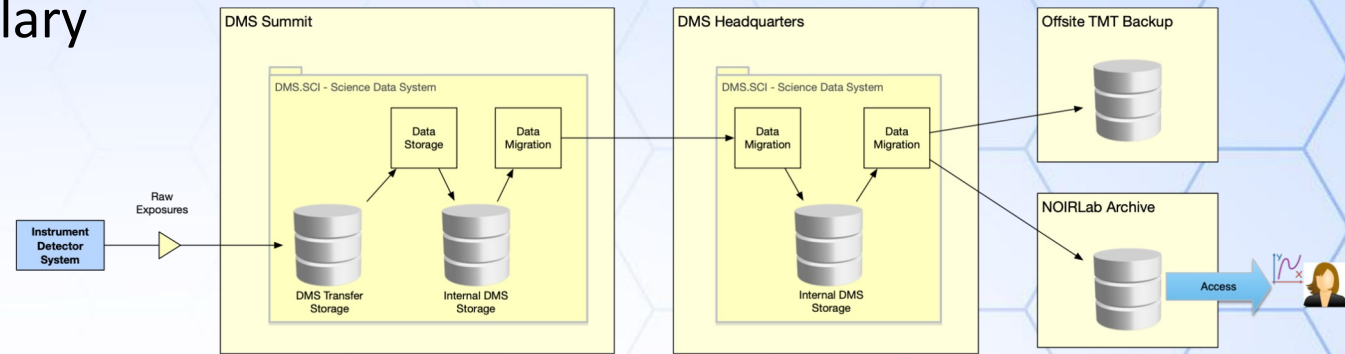 lary
DMS Summit
DMS.SCI - Science Data System
Data
Storage
Data
Migration
Raw
Exposures
Instrument
Detector
System
DMS Transfer
Storage
Internal DMS
Storage
DMS Headquarters
DMS.SCI - Science Data System
Data
Migration
Data
Migration
Internal DMS
Storage
Offsite TMT Backup
NOIRLab Archive
Access
Y
X